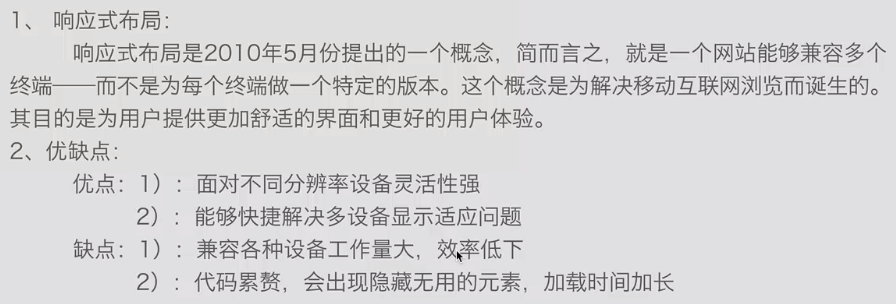 1、 响应式布局：
响应式布局是2010年5月份提出的一个概念，简而言之，就是一个网站能够兼容多个
终端——而不是为每个终端做一个特定的版本。这个概念是为解决移动互联网浏览而诞生的。
其目的是为用户提供更加舒适的界面和更好的用户体验。
2、优缺点：
优点：1）：面对不同分辨率设备灵活性强
2）：能够快捷解决多设备显示适应问题
缺点：1）：兼容各种设备工作量大，效率低下
2）：代码累赘，会出现隐藏无用的元素，加载时间加长